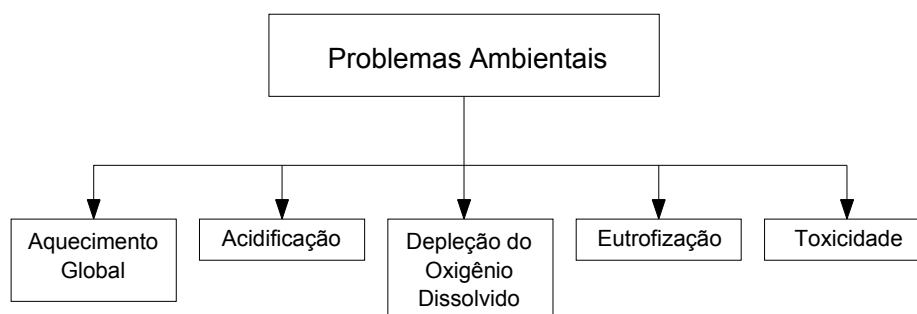 Problemas Ambientais
Aquecimento
Global
Acidificação
Depleção do
Oxigênio
Dissolvido
Eutrofização
Toxicidade